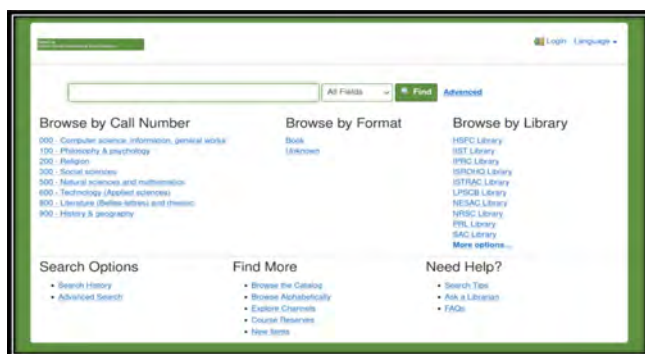 Login Language
All Fields Find Advanced
Browse by Call Number
000 - Computer science, information, general works
100 - Philosophy & psychology
200 - Religion
300 - Social sciences
500 - Natural sciences and mathematics
600 - Technology (Applied sciences)
800 - Literature (Belles-lettres) and rhetoric
900 - History & geography
Browse by Format
Book
Unknown
Browse by Library
HSFC Library
IIST Library
IPRC Library
ISROHQ Library
ISTRAC Library
LPSCB Library
NESAC Library
NRSC Library
PRL Library
SAC Library
More options...
Search Options
• Search History
• Advanced Search
Find More
• Browse the Catalog
• Browse Alphabetically
• Explore Channels
• Course Reserves
• New Items
Need Help?
• Search Tips
• Ask a Librarian
• FAQs